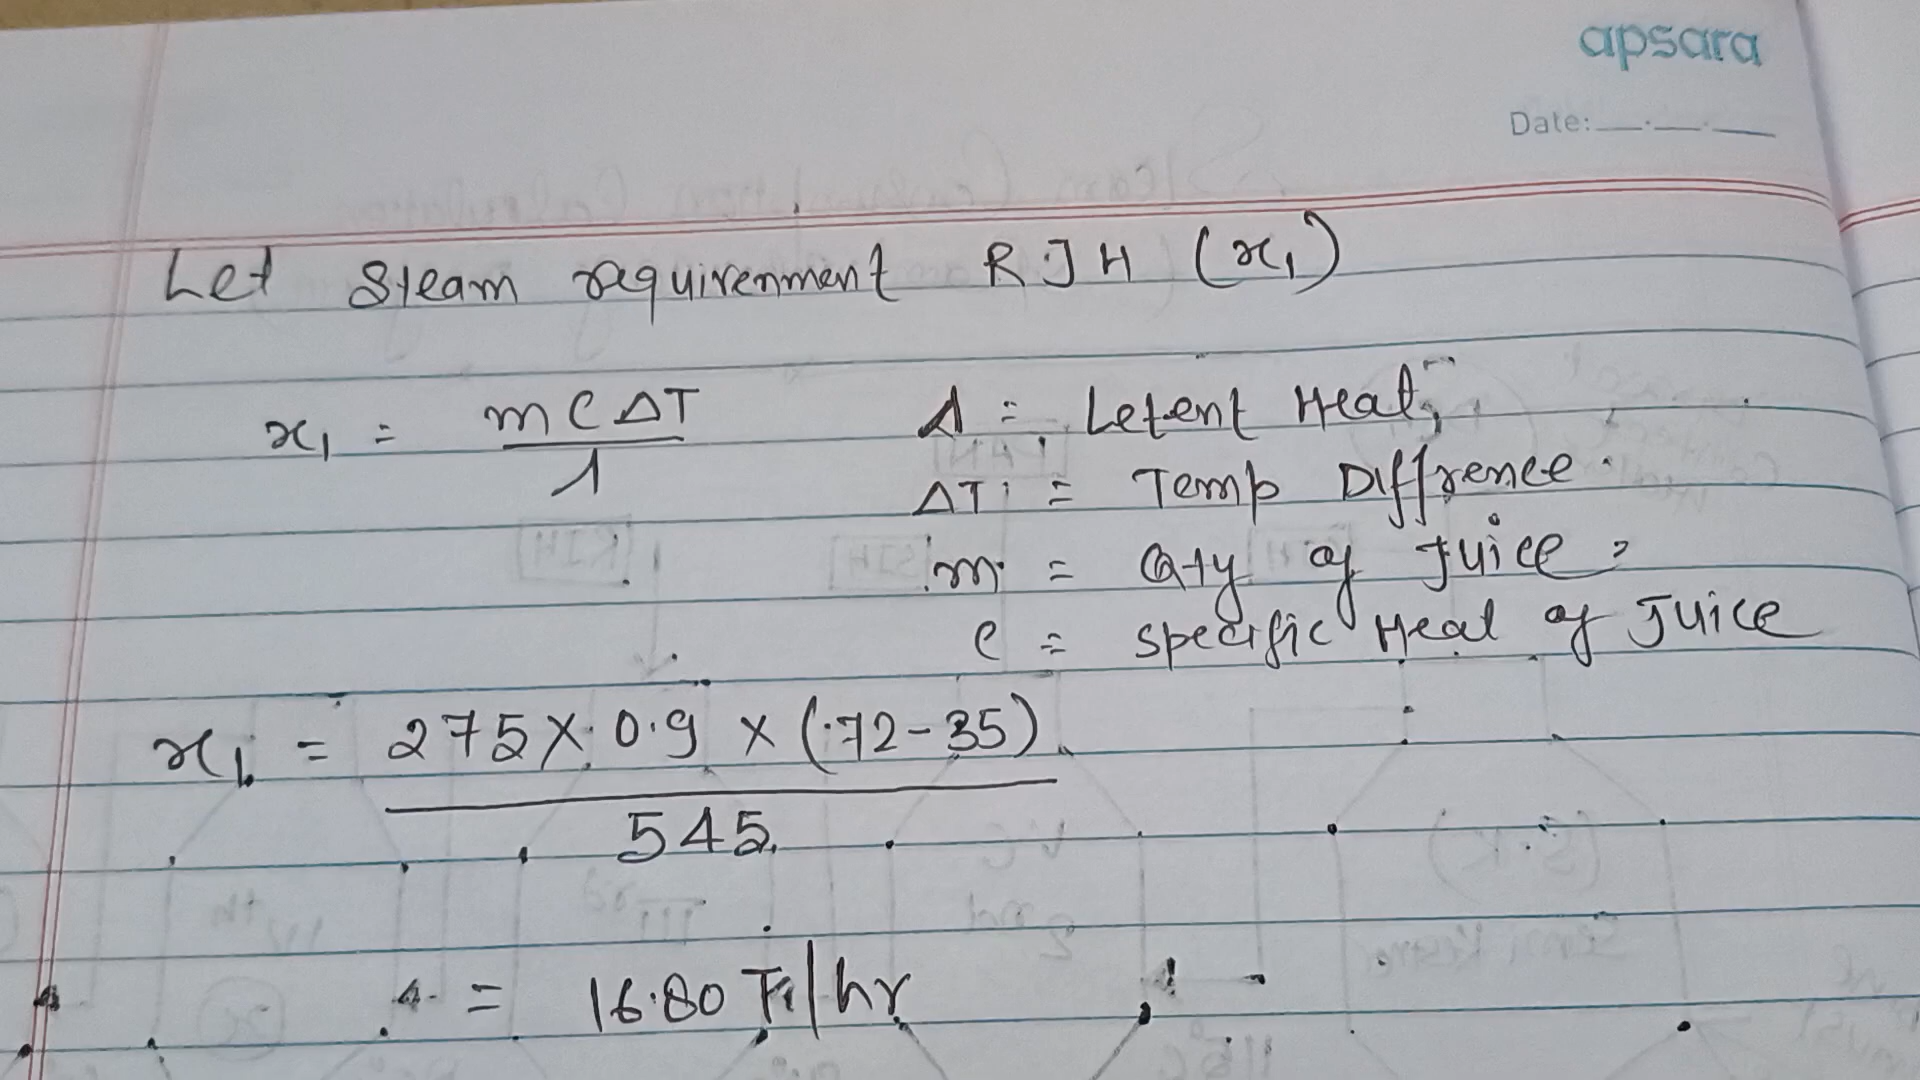 apsara
Date:
Let Steam requirenment RJH (x₁)
x₁ = mCΔT / λ
λ = Letent Heat,
ΔT = Temp Diffrence.
m = Qty of Juice,
C = specific Heat of Juice
x₁ = 275 × 0.9 × (72-35) / 545
= 16.80 T/hr